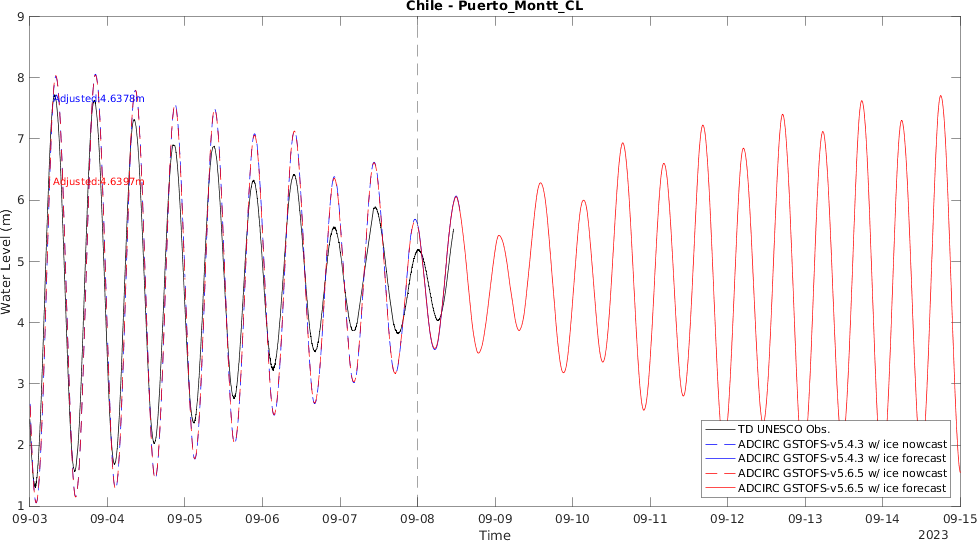 Chile - Puerto_Montt_CL
9
8
7
6
5
4
3
2
1
Water Level (m)
Adjusted:4.6378m
Adjusted:4.6397m
TD UNESCO Obs.
ADCIRC GSTOFS-v5.4.3 w/ ice nowcast
ADCIRC GSTOFS-v5.4.3 w/ ice forecast
ADCIRC GSTOFS-v5.6.5 w/ ice nowcast
ADCIRC GSTOFS-v5.6.5 w/ ice forecast
09-03 09-04 09-05 09-06 09-07 09-08 09-09 09-10 09-11 09-12 09-13 09-14 09-15
Time
2023